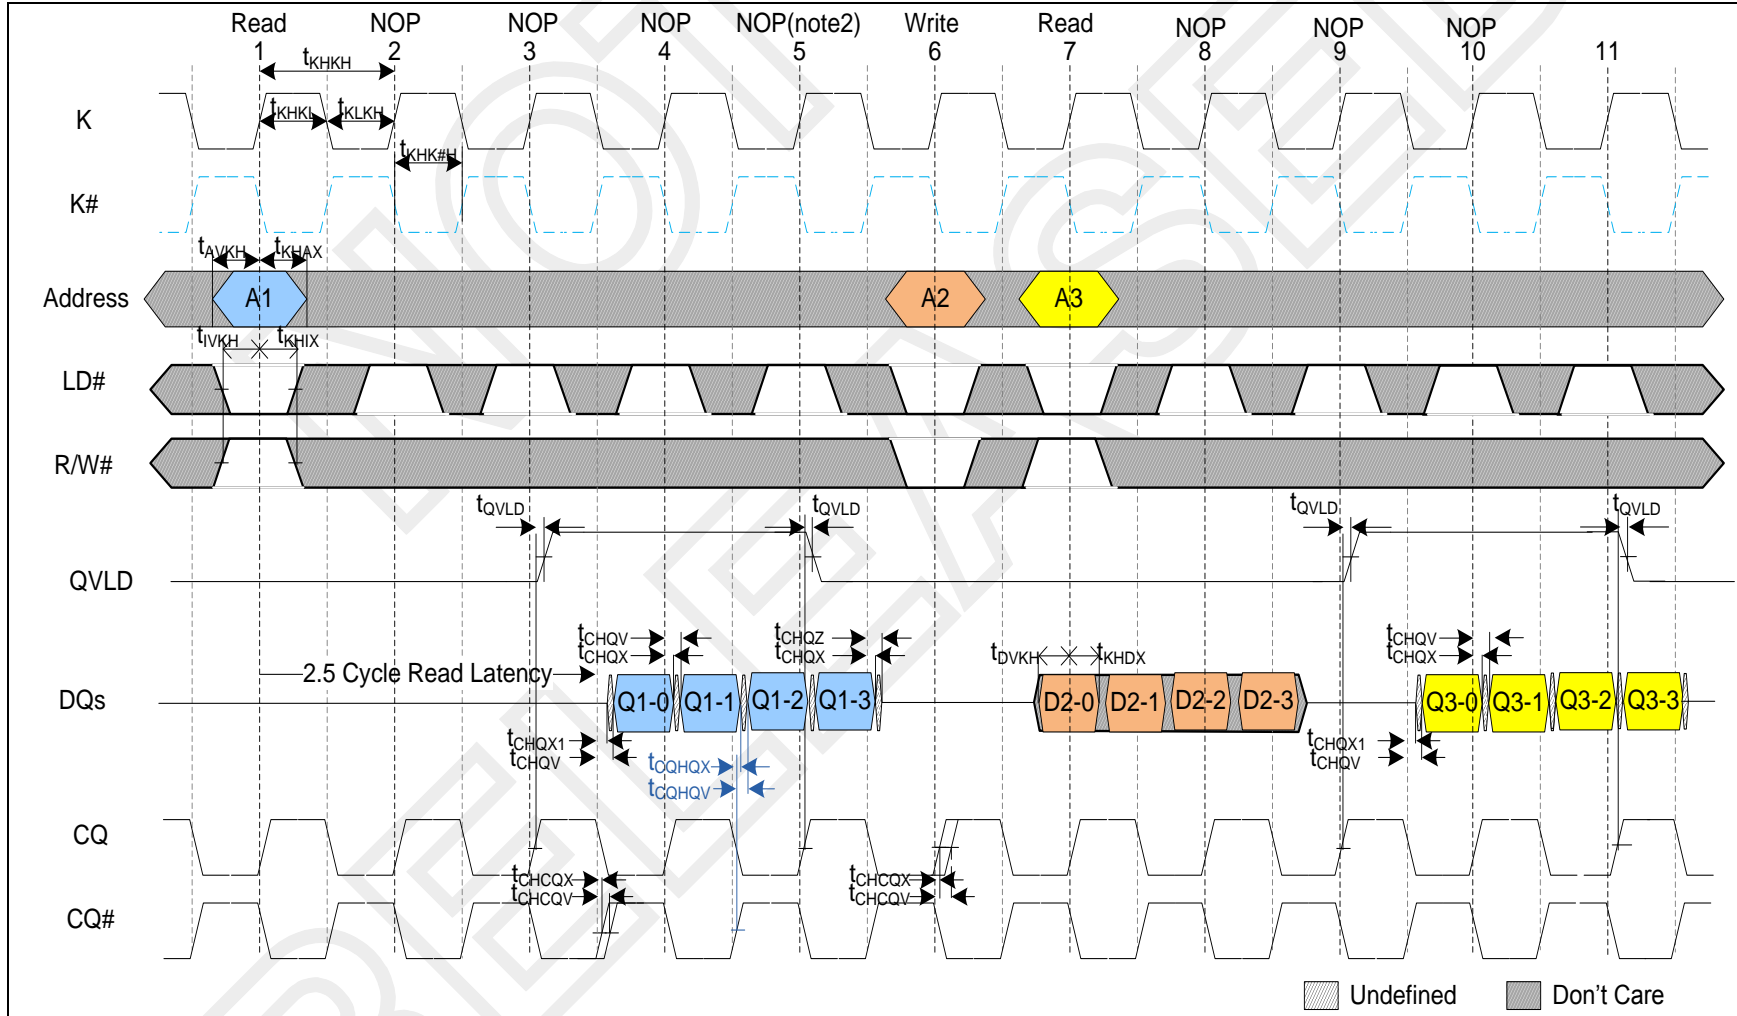 Read NOP NOP NOP NOP(note2) Write Read NOP NOP NOP
1 2 3 4 5 6 7 8 9 10 11
tKHKH
K
tKHKL tKLKH
tKHK#H
K#
tAVKH tKHAX
Address A1 A2 A3
tIVKH tKHIX
LD#
R/W#
tQVLD tQVLD tQVLD tQVLD
QVLD
tCHQV tCHQZ tCHQV
tCHQX tCHQX tDVKH tKHDX tCHQX
2.5 Cycle Read Latency
DQs Q1-0 Q1-1 Q1-2 Q1-3 D2-0 D2-1 D2-2 D2-3 Q3-0 Q3-1 Q3-2 Q3-3
tCHQX1 tCHQX1
tCHQV tCHQV
tCQHQX
tCQHQV
CQ
tCHCQX tCHCQX
tCHCQV tCHCQV
CQ#
Undefined Don't Care
NOT
RELEASED